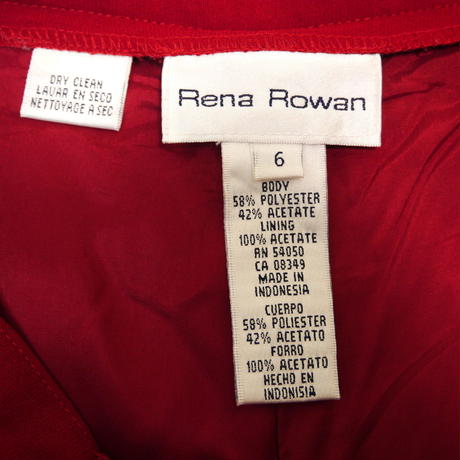 DRY CLEAN
LAVAR EN SECO
NETTOYAGE A SEC
Rena Rowan
6
BODY
58% POLYESTER
42% ACETATE
LINING
100% ACETATE
RN 54050
CA 08349
MADE IN
INDONESIA
CUERPO
58% POLIESTER
42% ACETATO
FORRO
100% ACETATO
HECHO EN
INDONISIA